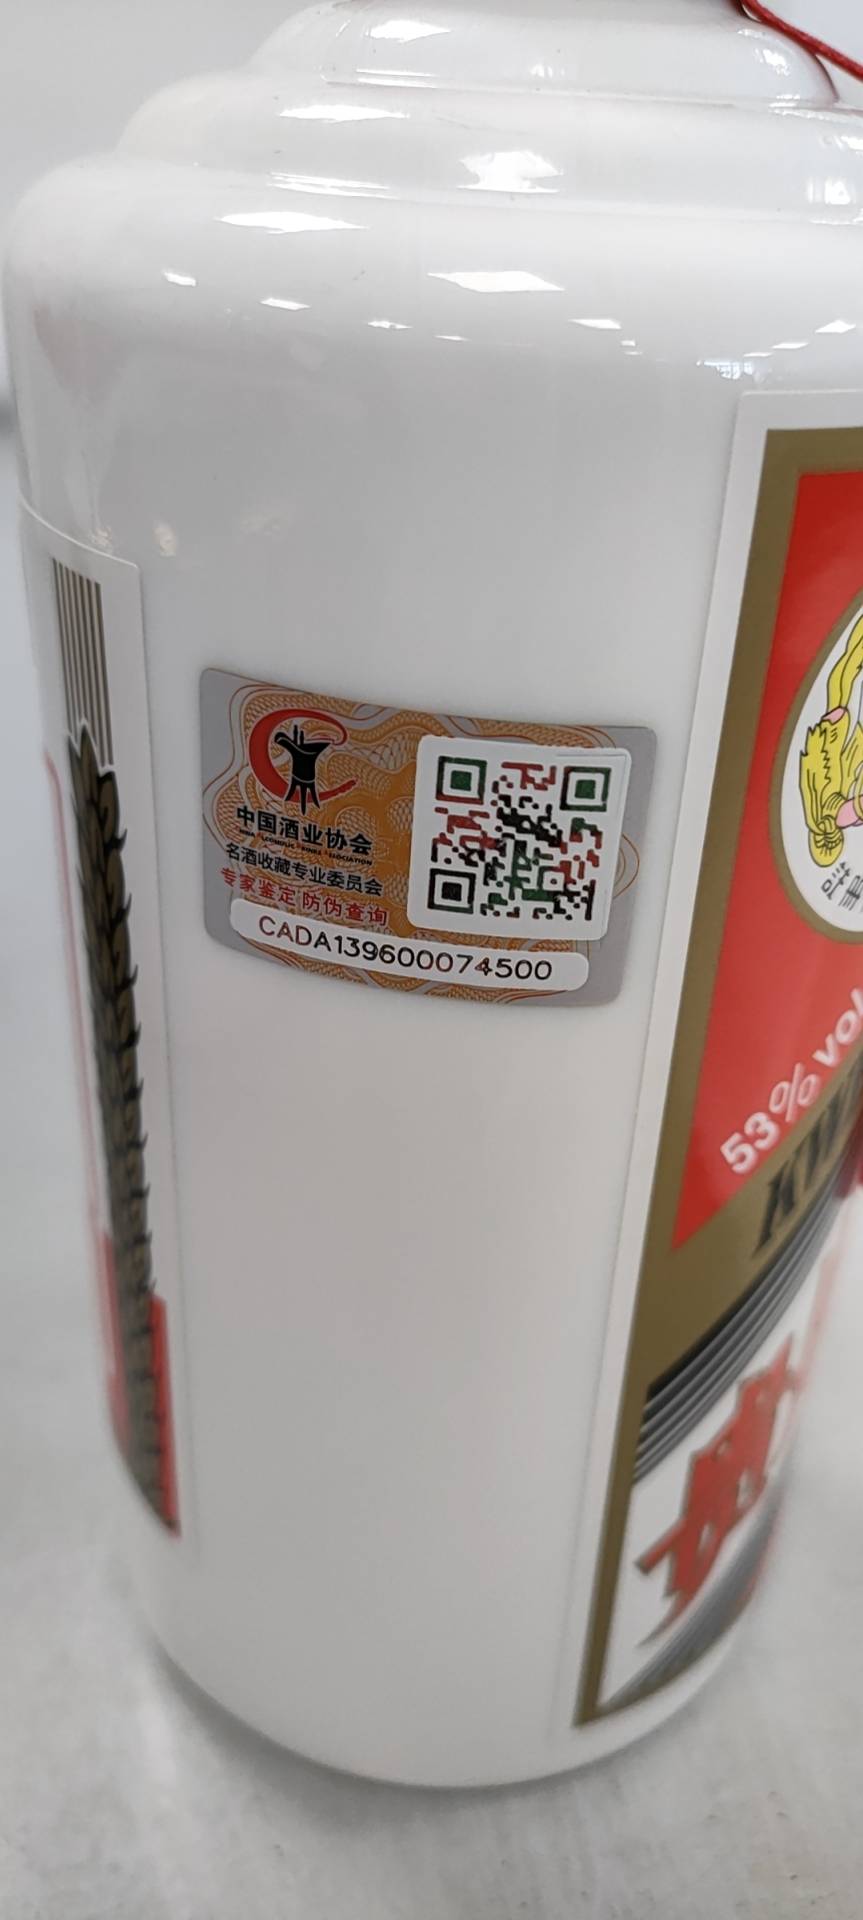 中国酒业协会
名酒收藏专业委员会
专家鉴定 防伪查询
CADA139600074500
53% vol